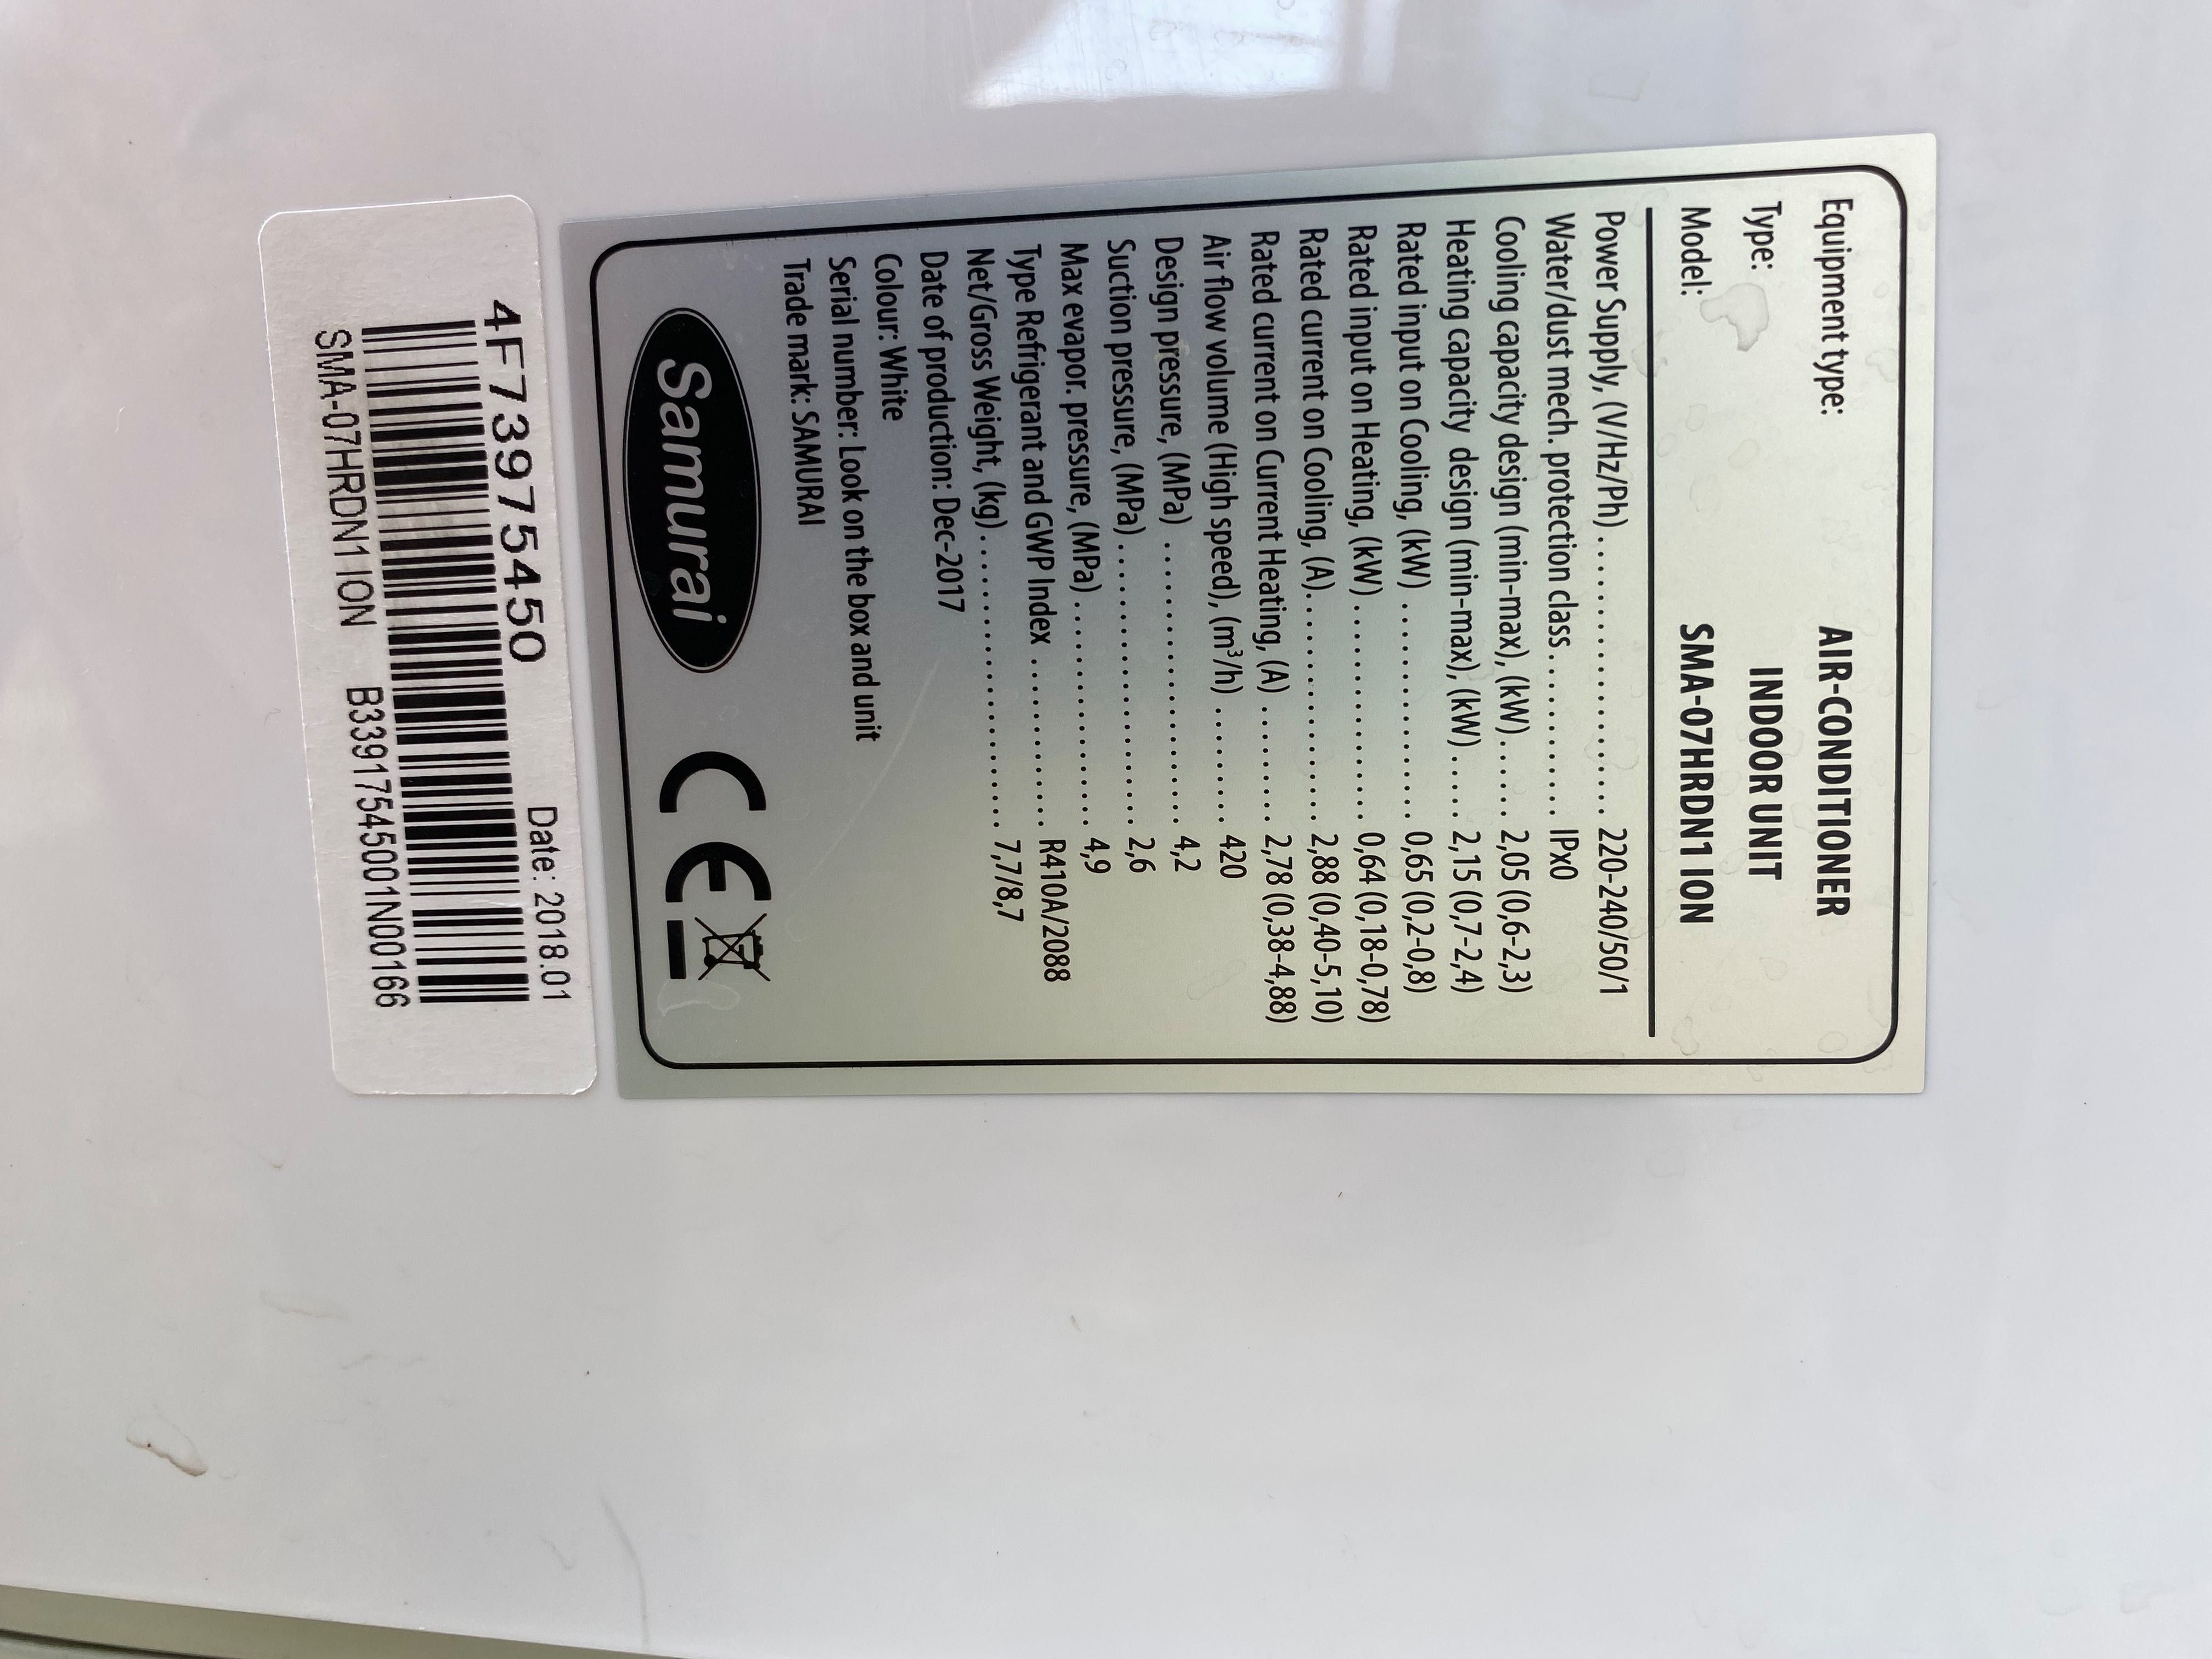 Equipment type: AIR-CONDITIONER
Type: INDOOR UNIT
Model: SMA-07HRDN1 ION
Power Supply, (V/Hz/Ph) ........................ 220-240/50/1
Water/dust mech. protection class ............ IPx0
Cooling capacity design (min-max), (kW) ...... 2,05 (0,6-2,3)
Heating capacity design (min-max), (kW) ..... 2,15 (0,7-2,4)
Rated input on Cooling, (kW) .................. 0,65 (0,2-0,8)
Rated input on Heating, (kW) .................. 0,64 (0,18-0,78)
Rated current on Cooling, (A) .................. 2,88 (0,40-5,10)
Rated current on Current Heating, (A) ......... 2,78 (0,38-4,88)
Air flow volume (High speed), (m³/h) ......... 420
Design pressure, (MPa) ....................... 4,2
Suction pressure, (MPa) ...................... 2,6
Max evapor. pressure, (MPa) .................. 4,9
Type Refrigerant and GWP Index .............. R410A/2088
Net/Gross Weight, (kg) ........................ 7,7/8,7
Date of production: Dec-2017
Colour: White
Serial number: Look on the box and unit
Trade mark: SAMURAI
Samurai CE
Date: 2018.01
4F73975450
SMA-07HRDN1 ION B33917545001N00166